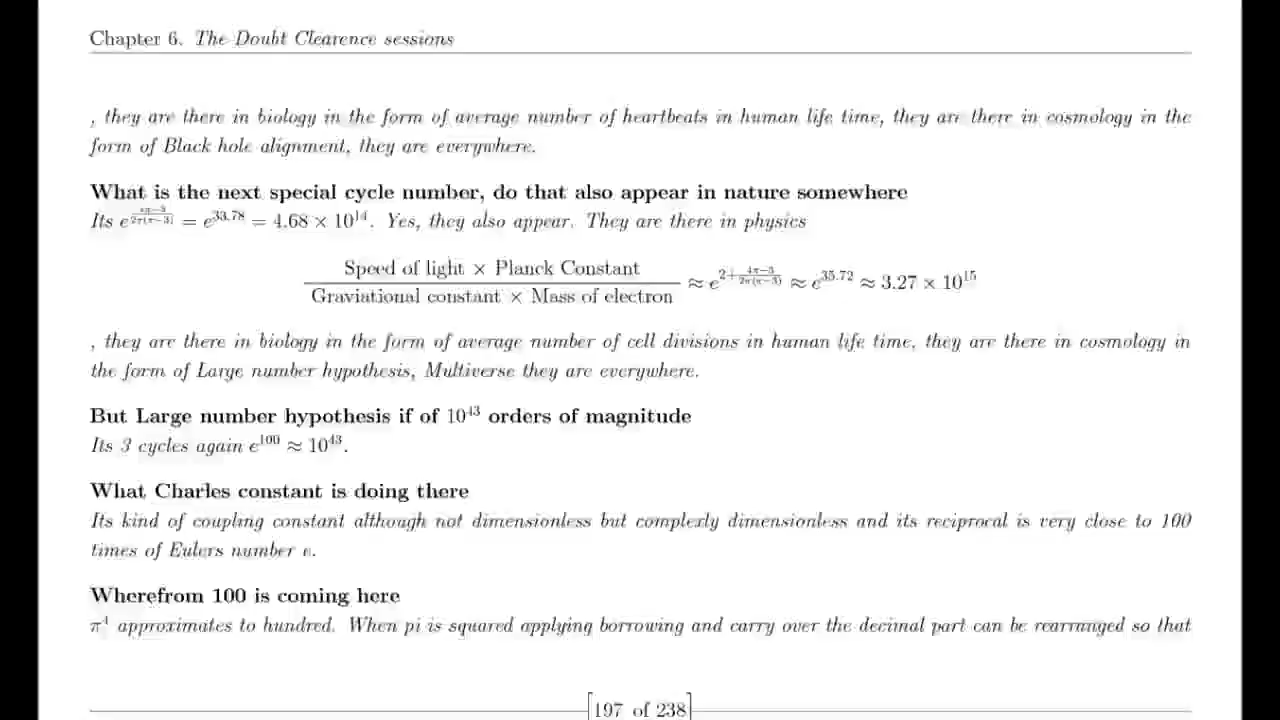 Chapter 6. The Doubt Clearence sessions
, they are there in biology in the form of average number of heartbeats in human life time, they are there in cosmology in the
form of Black hole alignment, they are everywhere.
What is the next special cycle number, do that also appear in nature somewhere
Its e^{\frac{5π−3}{2π(π−3)}} = e^{33.78} = 4.68 × 10^{14}. Yes, they also appear. They are there in physics
\frac{Speed of light × Planck Constant}{Graviational constant × Mass of electron} ≈ e^{2+\frac{4π−3}{2π(π−3)}} ≈ e^{35.72} ≈ 3.27 × 10^{15}
, they are there in biology in the form of average number of cell divisions in human life time, they are there in cosmology in
the form of Large number hypothesis, Multiverse they are everywhere.
But Large number hypothesis if of 10^{43} orders of magnitude
Its 3 cycles again e^{100} ≈ 10^{43}.
What Charles constant is doing there
Its kind of coupling constant although not dimensionless but complexly dimensionless and its reciprocal is very close to 100
times of Eulers number e.
Wherefrom 100 is coming here
π^{4} approximates to hundred. When pi is squared applying borrowing and carry over the decimal part can be rearranged so that
[197 of 238]